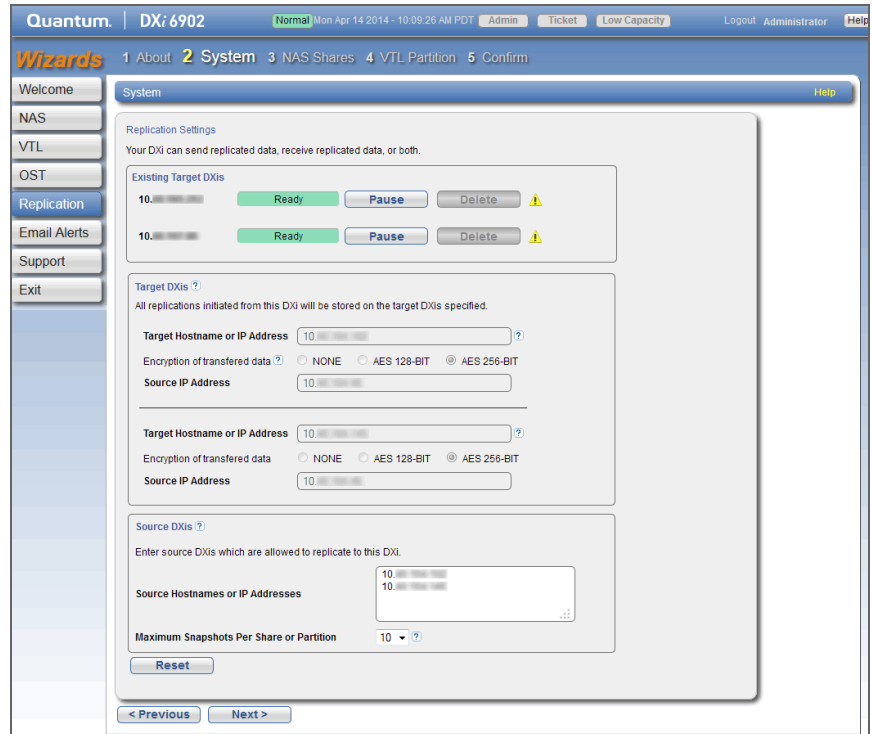 Quantum. DXi 6902 Normal Mon Apr 14 2014 - 10:09:26 AM PDT Admin Ticket Low Capacity Logout Administrator Help
Wizards 1 About 2 System 3 NAS Shares 4 VTL Partition 5 Confirm
Welcome
NAS
VTL
OST
Replication
Email Alerts
Support
Exit
System Help
Replication Settings
Your DXi can send replicated data, receive replicated data, or both.
Existing Target DXis
10. Ready Pause Delete
10. Ready Pause Delete
Target DXis ?
All replications initiated from this DXi will be stored on the target DXis specified.
Target Hostname or IP Address 10. ?
Encryption of transfered data ? NONE AES 128-BIT AES 256-BIT
Source IP Address 10.
Target Hostname or IP Address 10. ?
Encryption of transfered data NONE AES 128-BIT AES 256-BIT
Source IP Address 10.
Source DXis ?
Enter source DXis which are allowed to replicate to this DXi.
Source Hostnames or IP Addresses
10.
10.
Maximum Snapshots Per Share or Partition 10 ?
Reset
< Previous Next >